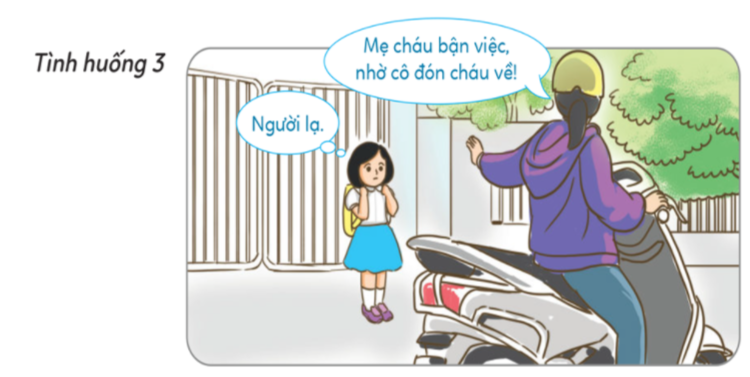 Tình huống 3
Mẹ cháu bận việc,
nhờ cô đón cháu về!
Người lạ.